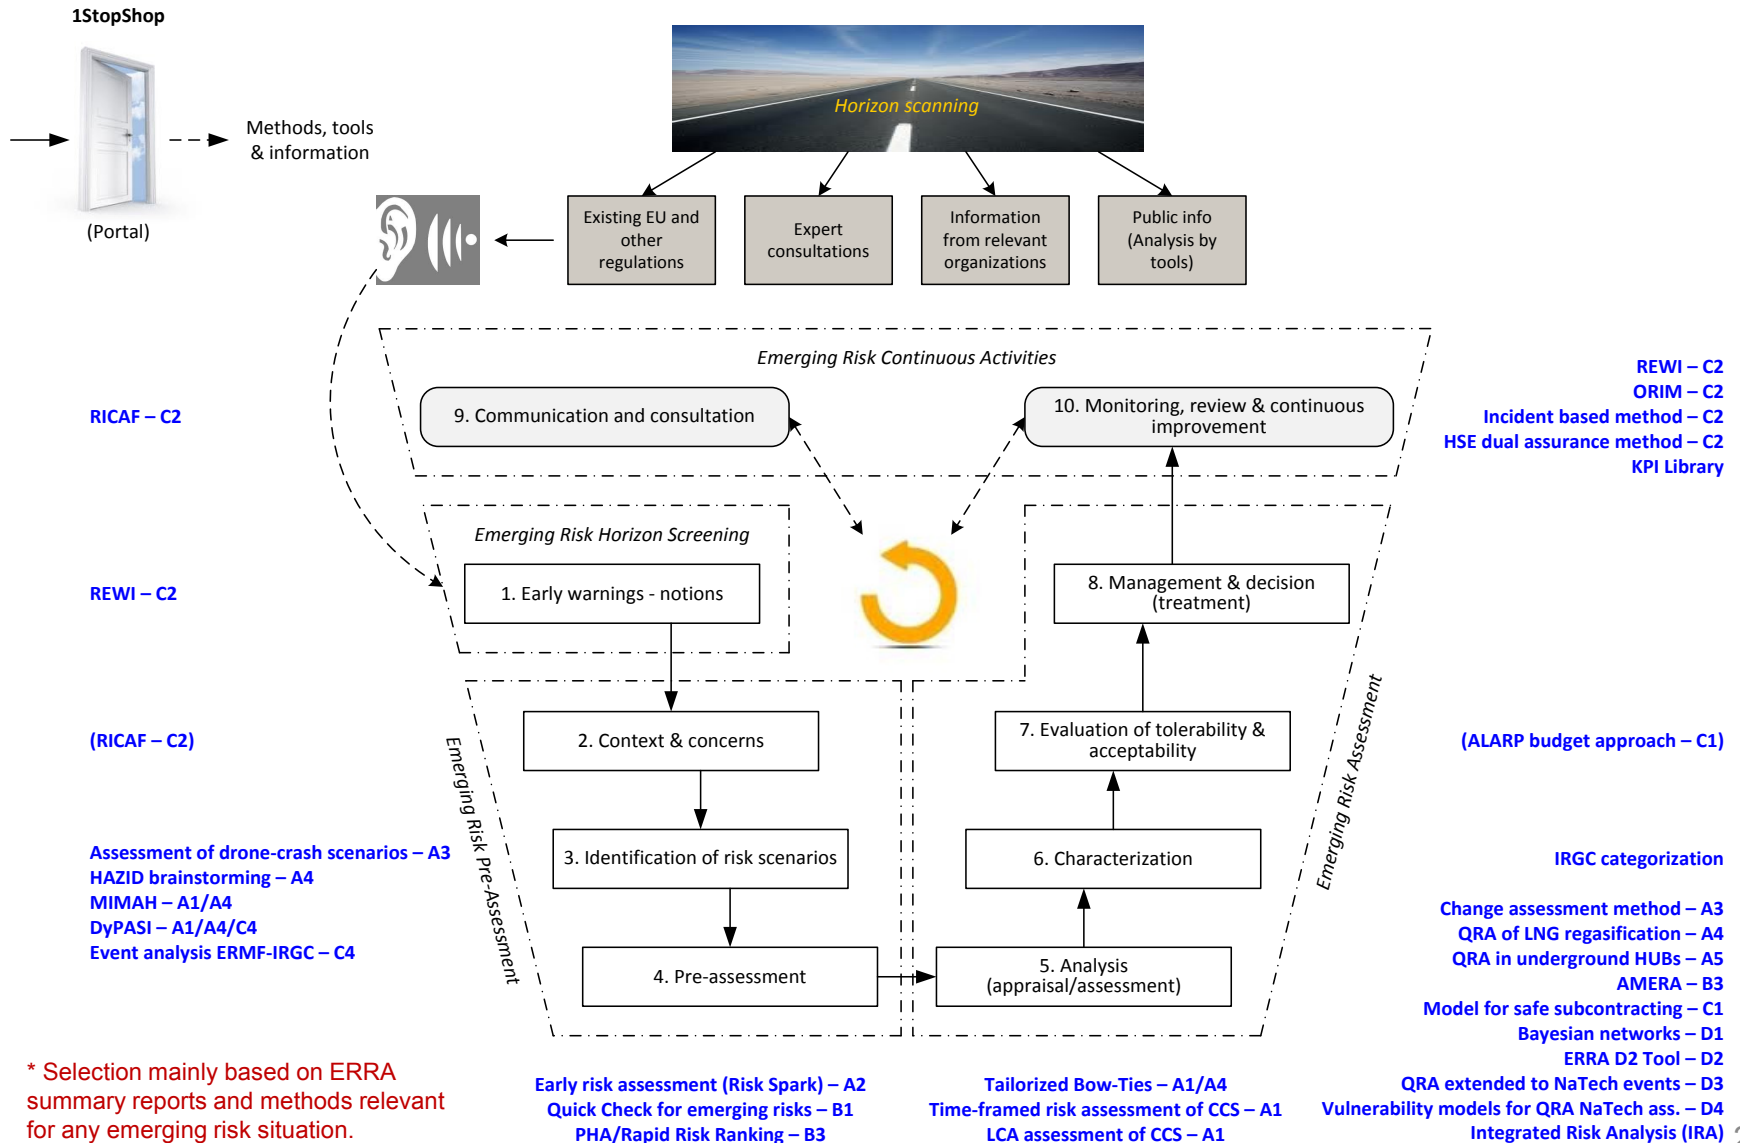 1StopShop
Methods, tools
& information
(Portal)
Horizon scanning
Existing EU and
other
regulations
Expert
consultations
Information
from relevant
organizations
Public info
(Analysis by
tools)
Emerging Risk Continuous Activities
9. Communication and consultation
10. Monitoring, review & continuous
improvement
RICAF – C2
REWI – C2
ORIM – C2
Incident based method – C2
HSE dual assurance method – C2
KPI Library
Emerging Risk Horizon Screening
1. Early warnings - notions
REWI – C2
8. Management & decision
(treatment)
(RICAF – C2)
2. Context & concerns
7. Evaluation of tolerability &
acceptability
(ALARP budget approach – C1)
Emerging Risk Pre-Assessment
Emerging Risk Assessment
Assessment of drone-crash scenarios – A3
HAZID brainstorming – A4
MIMAH – A1/A4
DyPASI – A1/A4/C4
Event analysis ERMF-IRGC – C4
3. Identification of risk scenarios
6. Characterization
IRGC categorization
4. Pre-assessment
5. Analysis
(appraisal/assessment)
Change assessment method – A3
QRA of LNG regasification – A4
QRA in underground HUBs – A5
AMERA – B3
Model for safe subcontracting – C1
Bayesian networks – D1
ERRA D2 Tool – D2
QRA extended to NaTech events – D3
Vulnerability models for QRA NaTech ass. – D4
Integrated Risk Analysis (IRA)
* Selection mainly based on ERRA
summary reports and methods relevant
for any emerging risk situation.
Early risk assessment (Risk Spark) – A2
Quick Check for emerging risks – B1
PHA/Rapid Risk Ranking – B3
Tailorized Bow-Ties – A1/A4
Time-framed risk assessment of CCS – A1
LCA assessment of CCS – A1